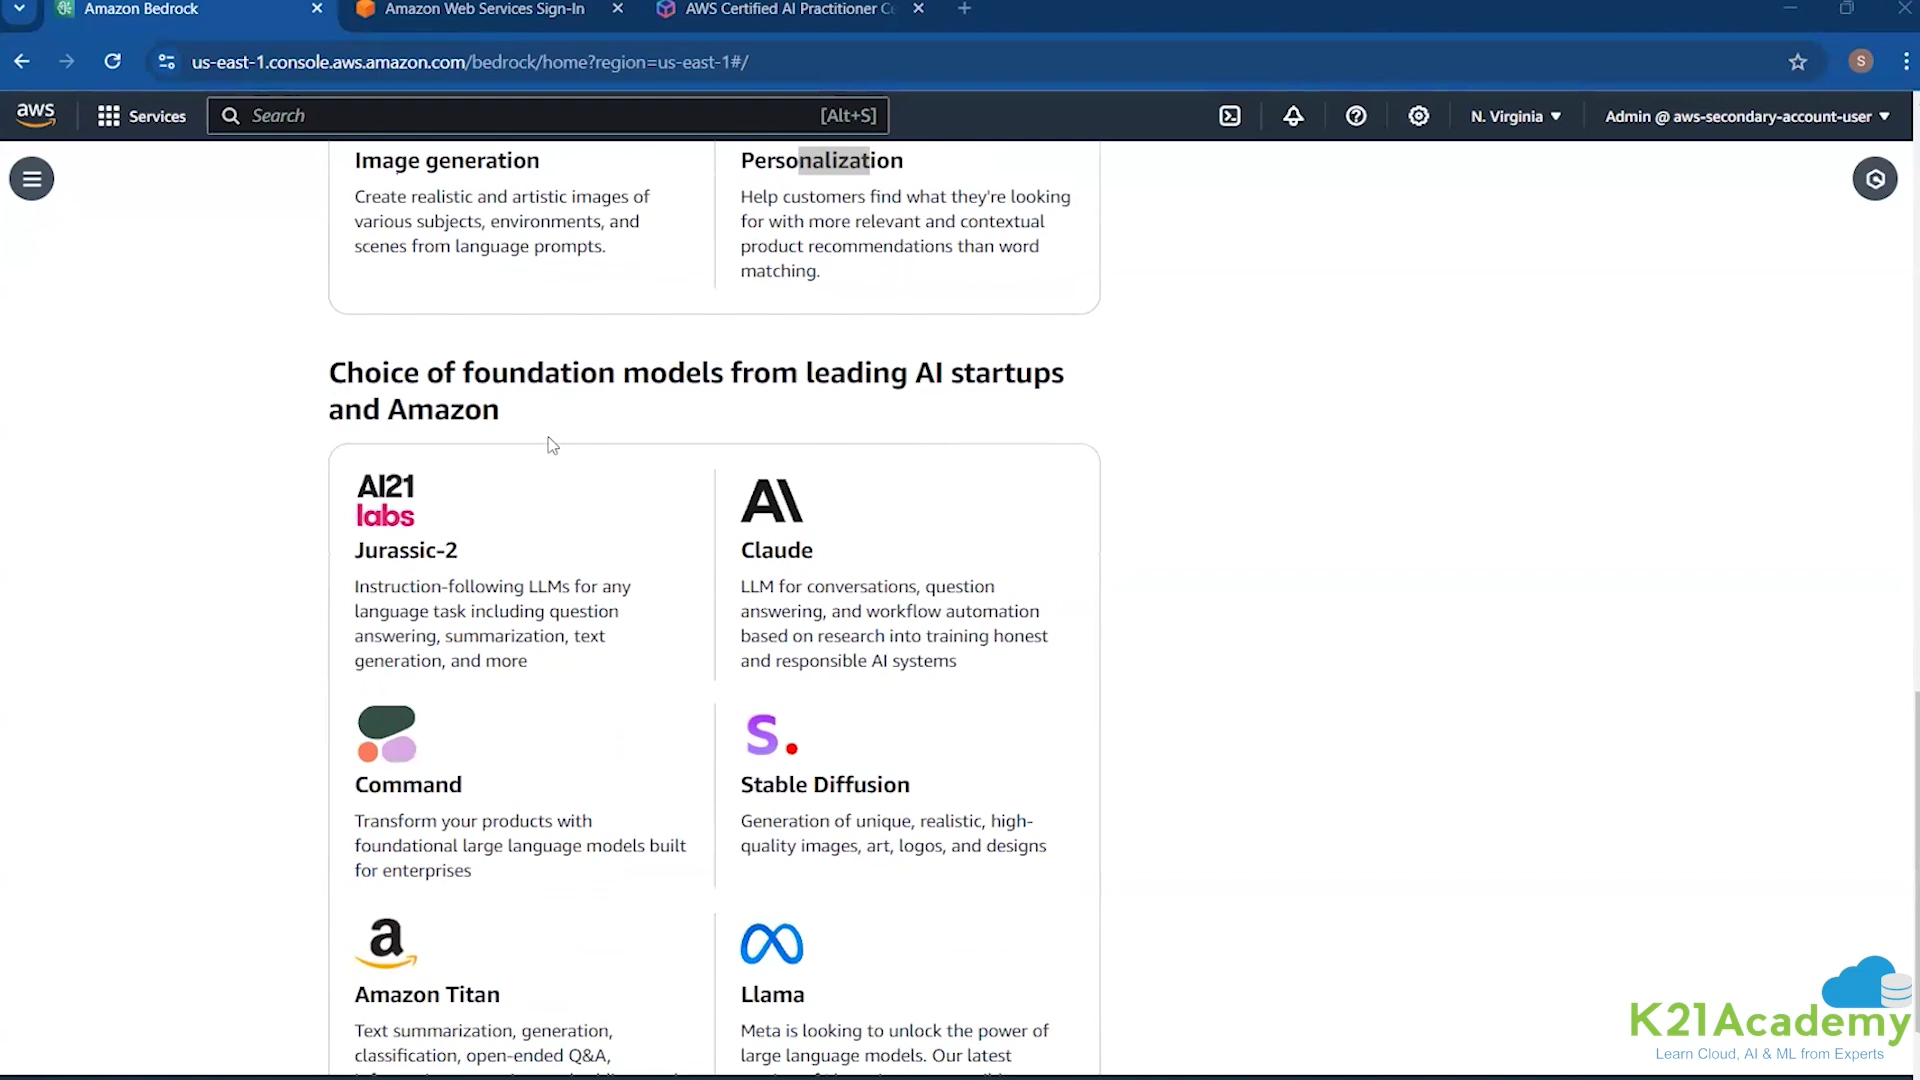 Amazon Bedrock
Amazon Web Services Sign-In
AWS Certified AI Practitioner Ce
us-east-1.console.aws.amazon.com/bedrock/home?region=us-east-1#/
S
aws
Services
Search
[Alt+S]
N. Virginia
Admin @ aws-secondary-account-user
Image generation
Create realistic and artistic images of
various subjects, environments, and
scenes from language prompts.
Personalization
Help customers find what they're looking
for with more relevant and contextual
product recommendations than word
matching.
Choice of foundation models from leading AI startups
and Amazon
AI21
labs
Jurassic-2
Instruction-following LLMs for any
language task including question
answering, summarization, text
generation, and more
Claude
LLM for conversations, question
answering, and workflow automation
based on research into training honest
and responsible AI systems
Command
Transform your products with
foundational large language models built
for enterprises
S.
Stable Diffusion
Generation of unique, realistic, high-
quality images, art, logos, and designs
a
Amazon Titan
Text summarization, generation,
classification, open-ended Q&A,
Llama
Meta is looking to unlock the power of
large language models. Our latest
K21Academy
Learn Cloud, AI & ML from Experts